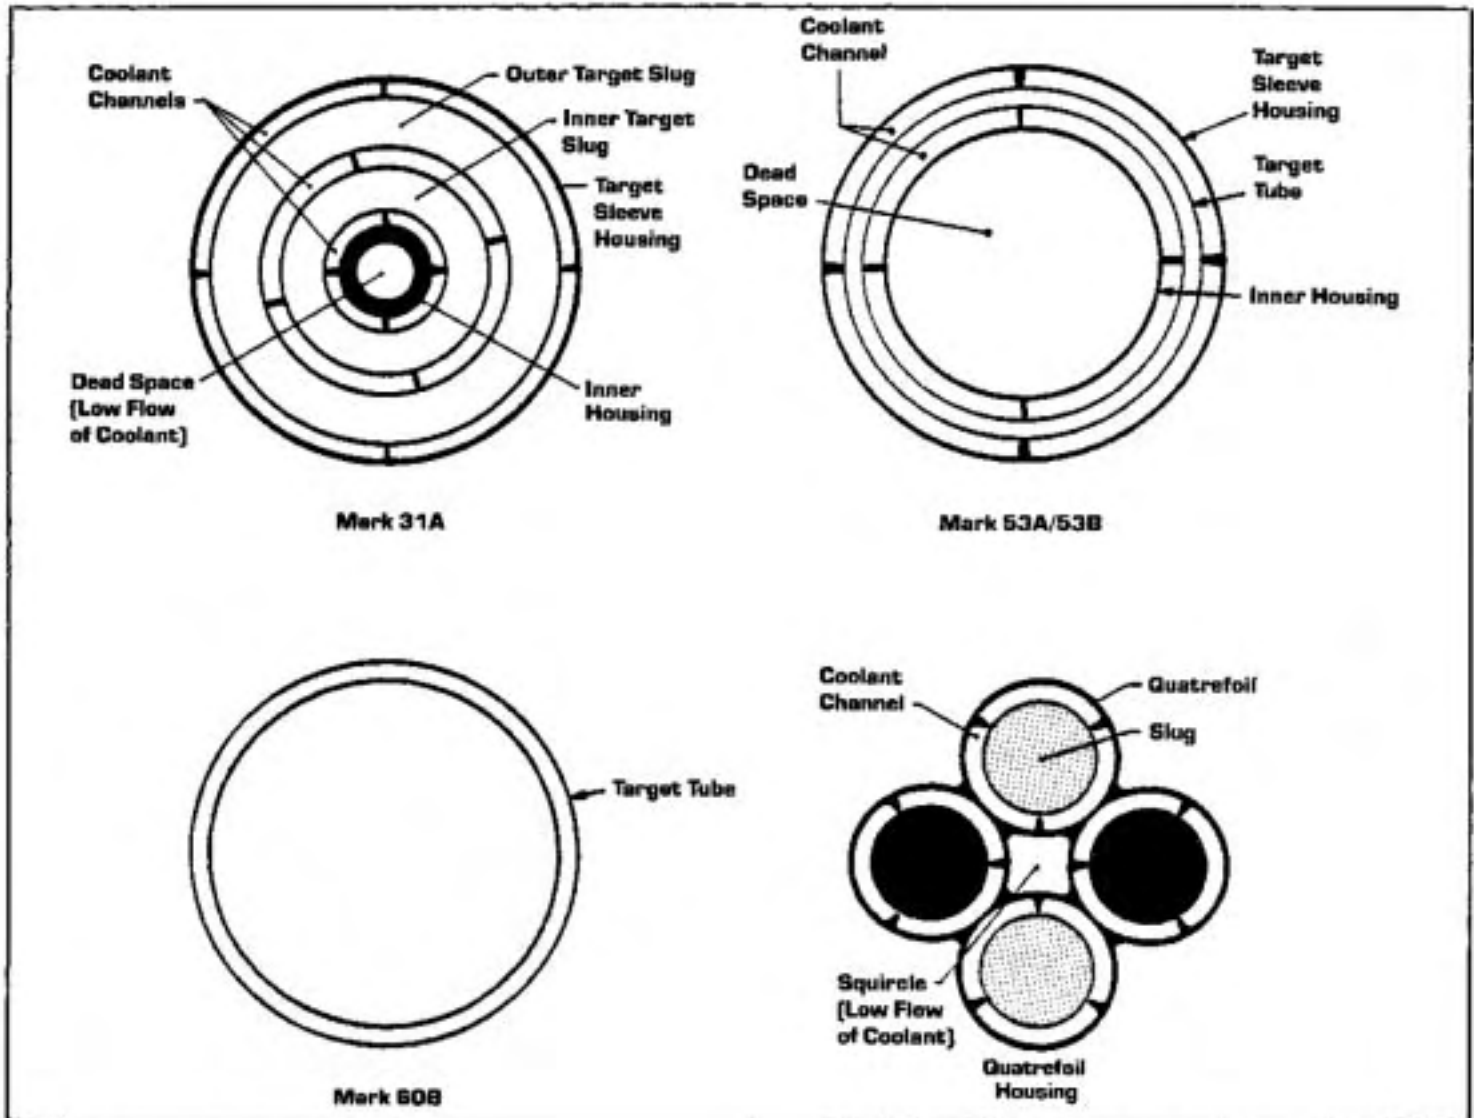 Coolant
Channels
Outer Target Slug
Inner Target
Slug
Target
Sleeve
Housing
Dead Space
(Low Flow
of Coolant)
Inner
Housing
Mark 31A
Coolant
Channel
Target
Sleeve
Housing
Dead
Space
Target
Tube
Inner Housing
Mark 53A/53B
Target Tube
Mark 60B
Coolant
Channel
Quatrefoil
Slug
Squircle
(Low Flow
of Coolant)
Quatrefoil
Housing